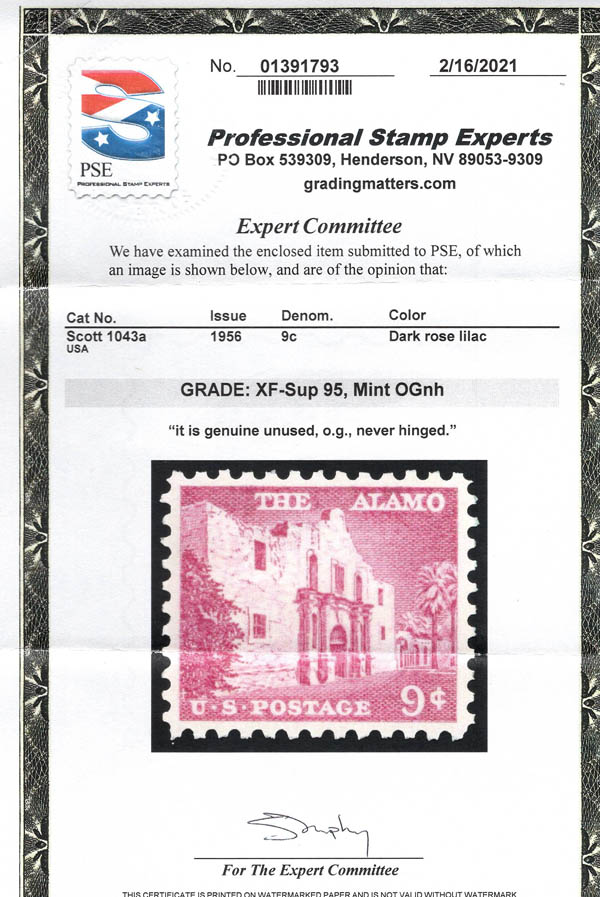 No. 01391793 2/16/2021
PSE
PROFESSIONAL STAMP EXPERTS
Professional Stamp Experts
PO Box 539309, Henderson, NV 89053-9309
gradingmatters.com
Expert Committee
We have examined the enclosed item submitted to PSE, of which
an image is shown below, and are of the opinion that:
Cat No. Issue Denom. Color
Scott 1043a 1956 9c Dark rose lilac
USA
GRADE: XF-Sup 95, Mint OGnh
“it is genuine unused, o.g., never hinged.”
THE ALAMO
U·S·POSTAGE 9¢
For The Expert Committee
THIS CERTIFICATE IS PRINTED ON WATERMARKED PAPER AND IS NOT VALID WITHOUT WATERMARK